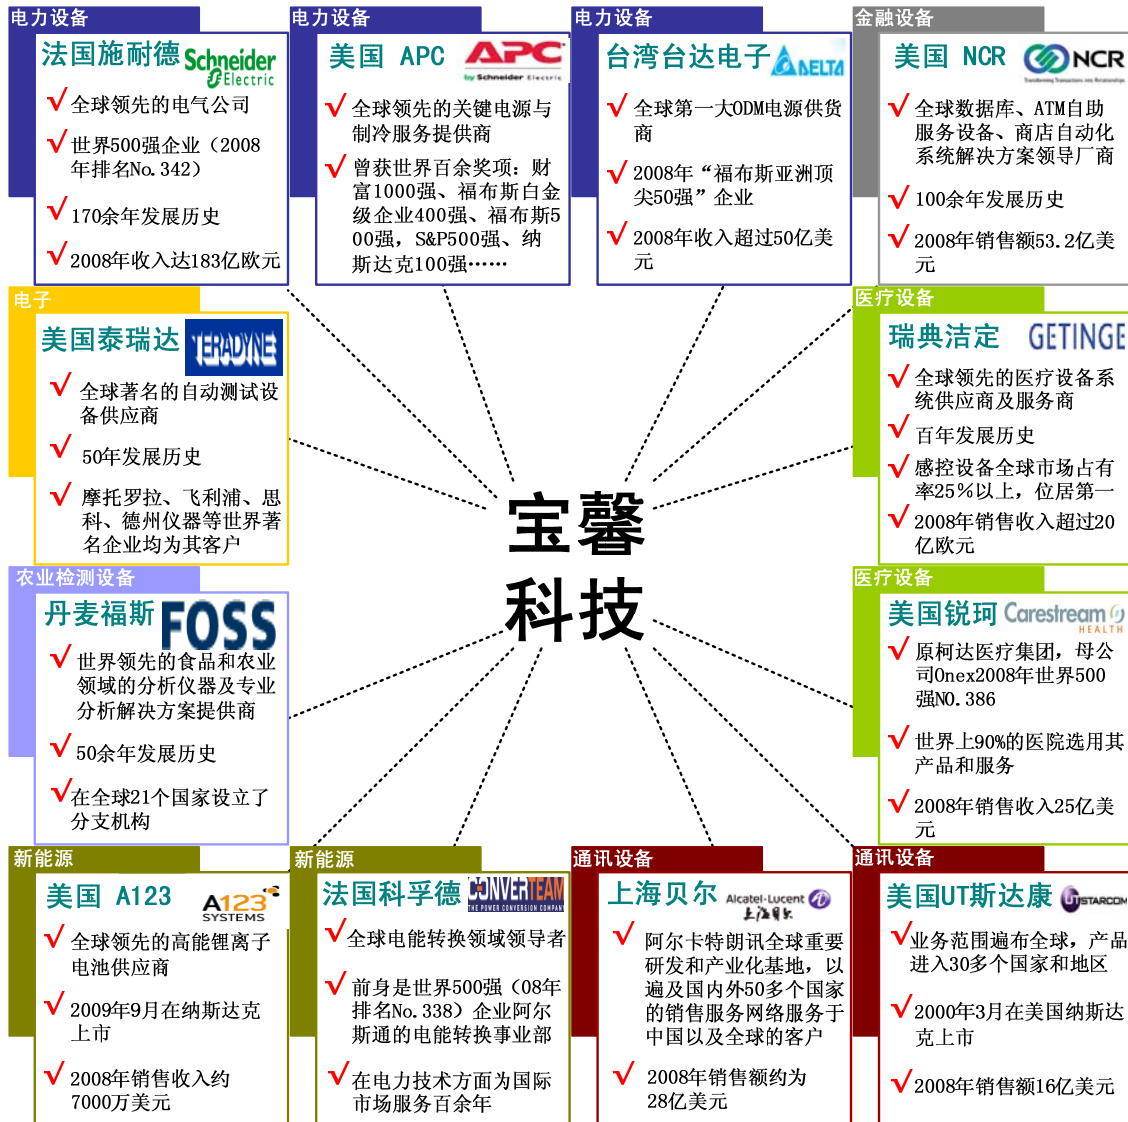 电力设备
法国施耐德
Schneider
Electric
√全球领先的电气公司
√世界500强企业（2008
年排名No.342）
√170余年发展历史
√2008年收入达183亿欧元
电力设备
美国 APC
APC
by Schneider Electric
√全球领先的关键电源与
制冷服务提供商
√曾获世界百余奖项：财
富1000强、福布斯白金
级企业400强、福布斯5
00强，S&P500强、纳
斯达克100强……
电力设备
台湾台达电子
DELTA
√全球第一大ODM电源供货
商
√2008年“福布斯亚洲顶
尖50强”企业
√2008年收入超过50亿美
元
金融设备
美国 NCR
NCR
Transforming Transactions into Relationships
√全球数据库、ATM自助
服务设备、商店自动化
系统解决方案领导厂商
√100余年发展历史
√2008年销售额53.2亿美
元
电子
美国泰瑞达
TERADYNE
√全球著名的自动测试设
备供应商
√50年发展历史
√摩托罗拉、飞利浦、思
科、德州仪器等世界著
名企业均为其客户
医疗设备
瑞典洁定
GETINGE
√全球领先的医疗设备系
统供应商及服务商
√百年发展历史
√感控设备全球市场占有
率25%以上，位居第一
√2008年销售收入超过20
亿欧元
宝馨
科技
农业检测设备
丹麦福斯
FOSS
√世界领先的食品和农业
领域的分析仪器及专业
分析解决方案提供商
√50余年发展历史
√在全球21个国家设立了
分支机构
医疗设备
美国锐珂
Carestream
HEALTH
√原柯达医疗集团，母公
司Onex2008年世界500
强NO.386
√世界上90%的医院选用其
产品和服务
√2008年销售收入25亿美
元
新能源
美国 A123
A123
SYSTEMS
√全球领先的高能锂离子
电池供应商
√2009年9月在纳斯达克
上市
√2008年销售收入约
7000万美元
新能源
法国科孚德
CONVERTEAM
THE POWER CONVERSION COMPANY
√全球电能转换领域领导者
√前身是世界500强（08年
排名No.338）企业阿尔
斯通的电能转换事业部
√在电力技术方面为国际
市场服务百余年
通讯设备
上海贝尔
Alcatel·Lucent
上海贝尔
√阿尔卡特朗讯全球重要
研发和产业化基地，以
遍及国内外50多个国家
的销售服务网络服务于
中国以及全球的客户
√2008年销售额约为
28亿美元
通讯设备
美国UT斯达康
UTSTARCOM
√业务范围遍布全球，产品
进入30多个国家和地区
√2000年3月在美国纳斯达
克上市
√2008年销售额16亿美元